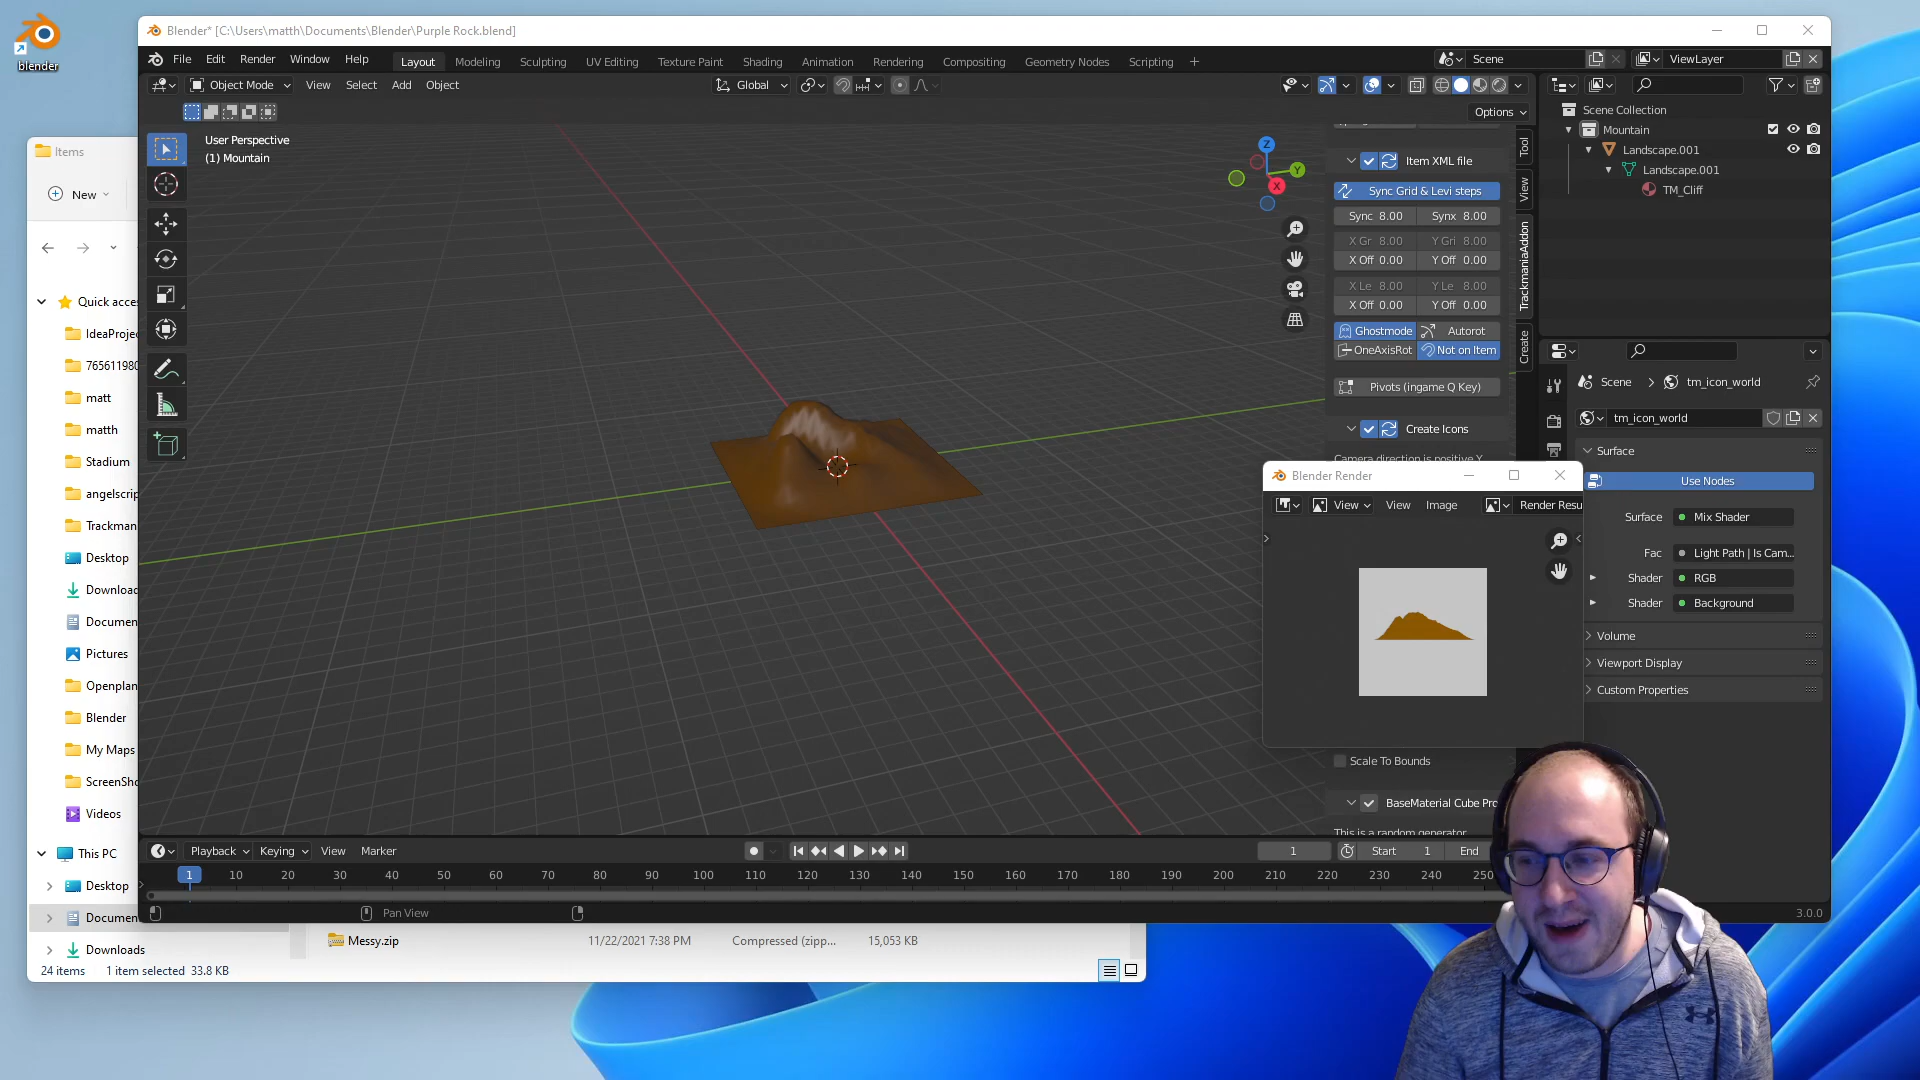 blender
Blender* [C:\Users\matth\Documents\Blender\Purple Rock.blend]
File Edit Render Window Help
Layout Modeling Sculpting UV Editing Texture Paint Shading Animation Rendering Compositing Geometry Nodes Scripting +
Scene
ViewLayer
Object Mode View Select Add Object
Global
Options
User Perspective
(1) Mountain
Z
Y
X
Item XML file
Sync Grid & Levi steps
Sync 8.00 Synx 8.00
X Gr 8.00 Y Gri 8.00
X Off 0.00 Y Off 0.00
X Le 8.00 Y Le 8.00
X Off 0.00 Y Off 0.00
Ghostmode Autorot
OneAxisRot Not on Item
Pivots (ingame Q Key)
Create Icons
Camera direction is positive Y
Tool
View
TrackmaniaAddon
Create
Scene Collection
Mountain
Landscape.001
Landscape.001
TM_Cliff
Scene tm_icon_world
tm_icon_world
Surface
Use Nodes
Surface Mix Shader
Fac Light Path | Is Cam...
Shader RGB
Shader Background
Volume
Viewport Display
Custom Properties
Blender Render
View View Image Render Resu
Scale To Bounds
BaseMaterial Cube Pro
This is a random generator
Playback Keying View Marker
1
Start 1
End
1 10 20 30 40 50 60 70 80 90 100 110 120 130 140 150 160 170 180 190 200 210 220 230 240 250
Pan View
3.0.0
Items
New
Quick acces
IdeaProjec
765611980
matt
matth
Stadium
angelscrip
Trackman
Desktop
Downloac
Documen
Pictures
Openplan
Blender
My Maps
ScreenSho
Videos
This PC
Desktop
Documen
Downloads
Messy.zip 11/22/2021 7:38 PM Compressed (zipp... 15,053 KB
24 items 1 item selected 33.8 KB